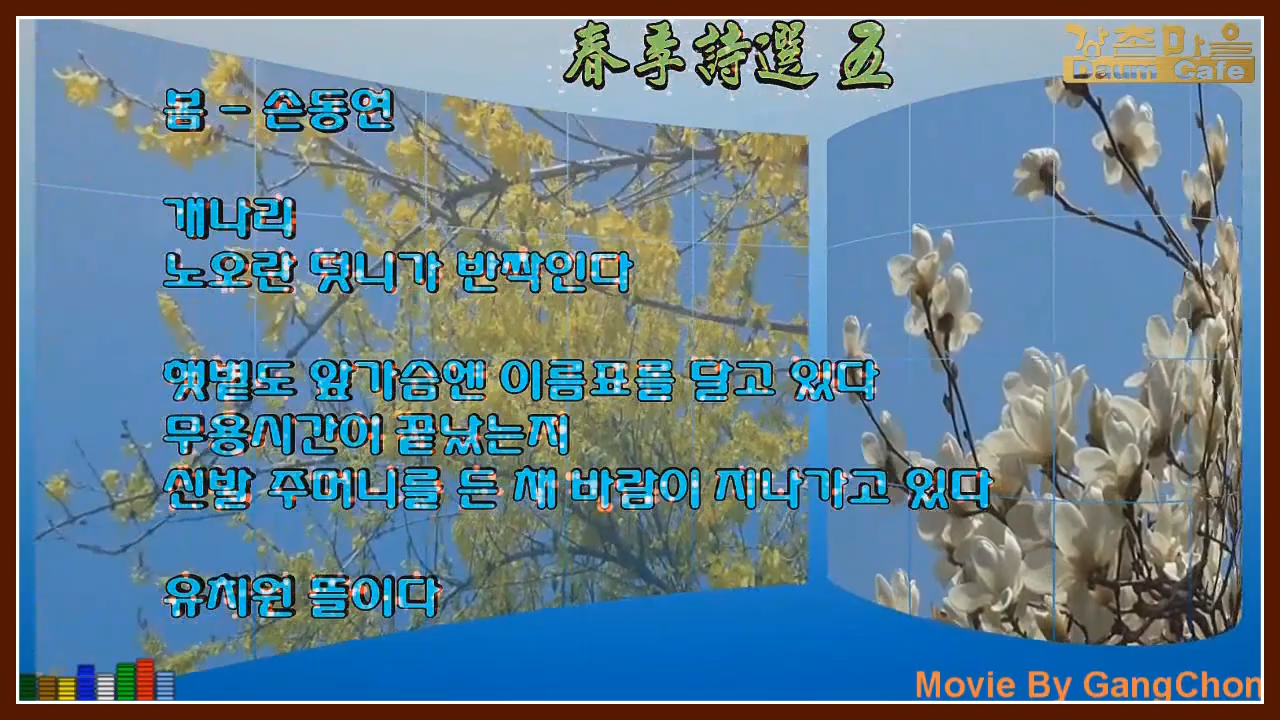 春季詩選 五
강촌마을
Daum Cafe
봄 - 손동연
개나리
노오란 덧니가 반짝인다
햇볕도 앞가슴엔 이름표를 달고 있다
무용시간이 끝났는지
신발 주머니를 든 채 바람이 지나가고 있다
유치원 뜰이다
Movie By GangChon